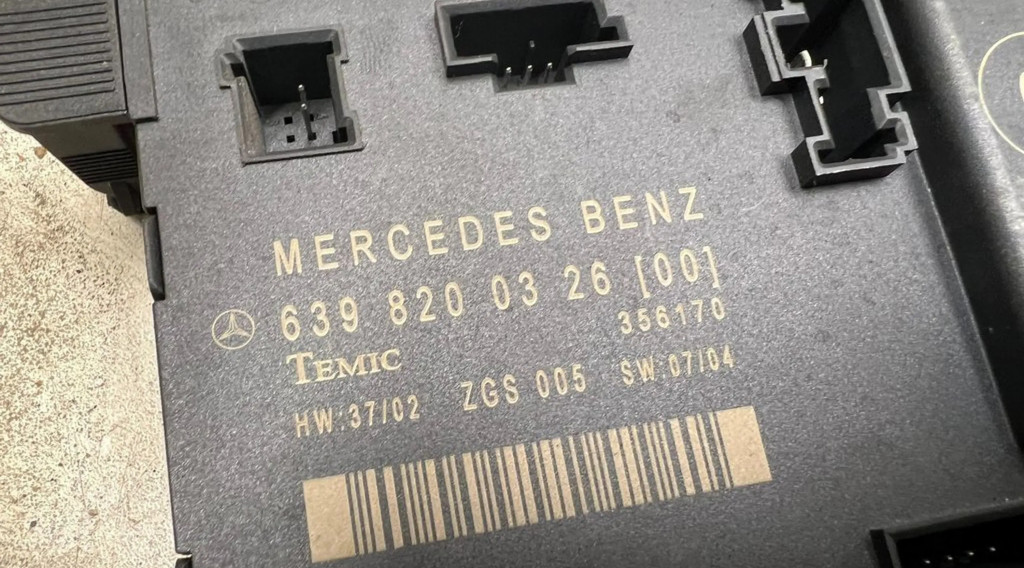 MERCEDES BENZ
639 820 03 26 [00]
TEMIC 356170
HW:37/02 ZGS 005 SW:07/04